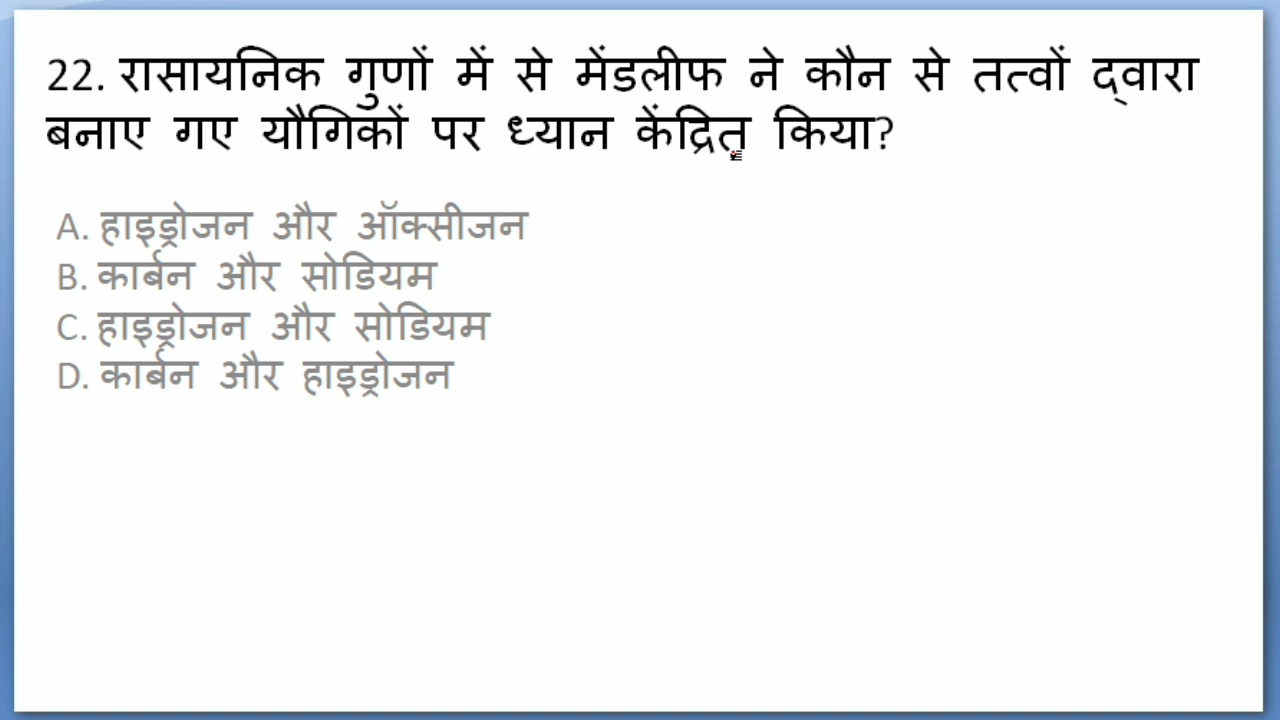 22. रासायनिक गुणों में से मेंडलीफ ने कौन से तत्वों द्वारा
बनाए गए यौगिकों पर ध्यान केंद्रित किया?
A. हाइड्रोजन और ऑक्सीजन
B. कार्बन और सोडियम
C. हाइड्रोजन और सोडियम
D. कार्बन और हाइड्रोजन